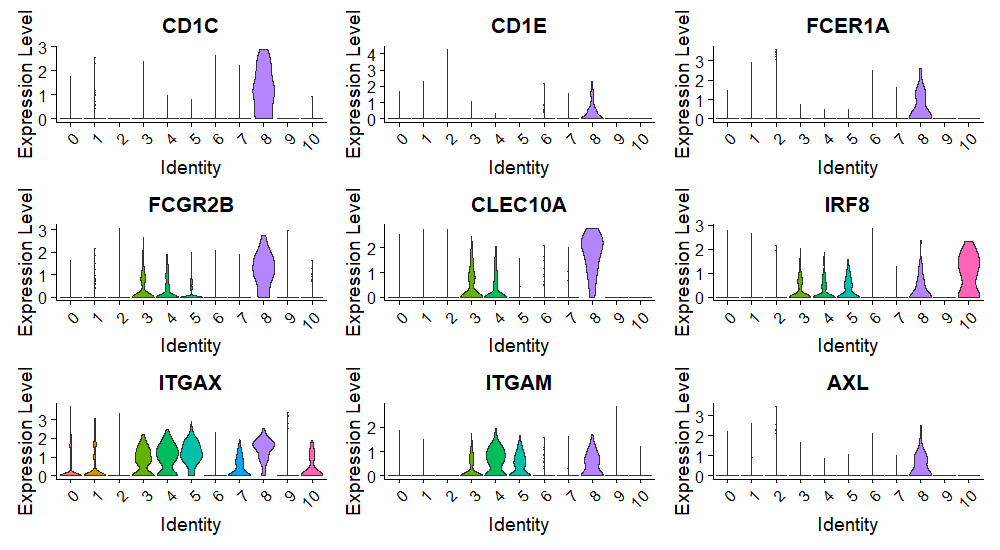 CD1C CD1E FCER1A
Expression Level 3 2 1 0 Expression Level 4 3 2 1 0 Expression Level 3 2 1 0
0 1 2 3 4 5 6 7 8 9 10 0 1 2 3 4 5 6 7 8 9 10 0 1 2 3 4 5 6 7 8 9 10
Identity Identity Identity
FCGR2B CLEC10A IRF8
Expression Level 3 2 1 0 Expression Level 2 1 0 Expression Level 3 2 1 0
0 1 2 3 4 5 6 7 8 9 10 0 1 2 3 4 5 6 7 8 9 10 0 1 2 3 4 5 6 7 8 9 10
Identity Identity Identity
ITGAX ITGAM AXL
Expression Level 3 2 1 0 Expression Level 2 1 0 Expression Level 3 2 1 0
0 1 2 3 4 5 6 7 8 9 10 0 1 2 3 4 5 6 7 8 9 10 0 1 2 3 4 5 6 7 8 9 10
Identity Identity Identity